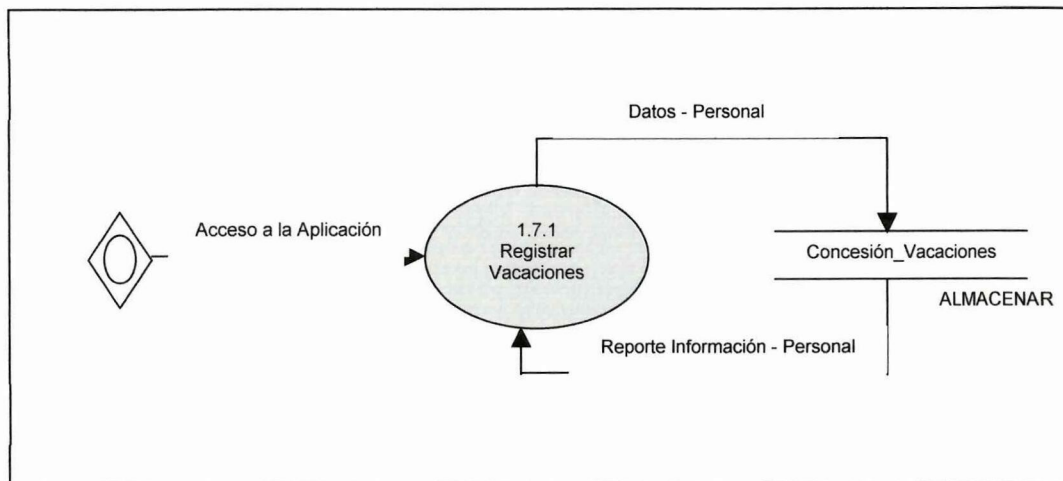 Datos - Personal
Acceso a la Aplicación
1.7.1
Registrar
Vacaciones
Concesión_Vacaciones
ALMACENAR
Reporte Información - Personal